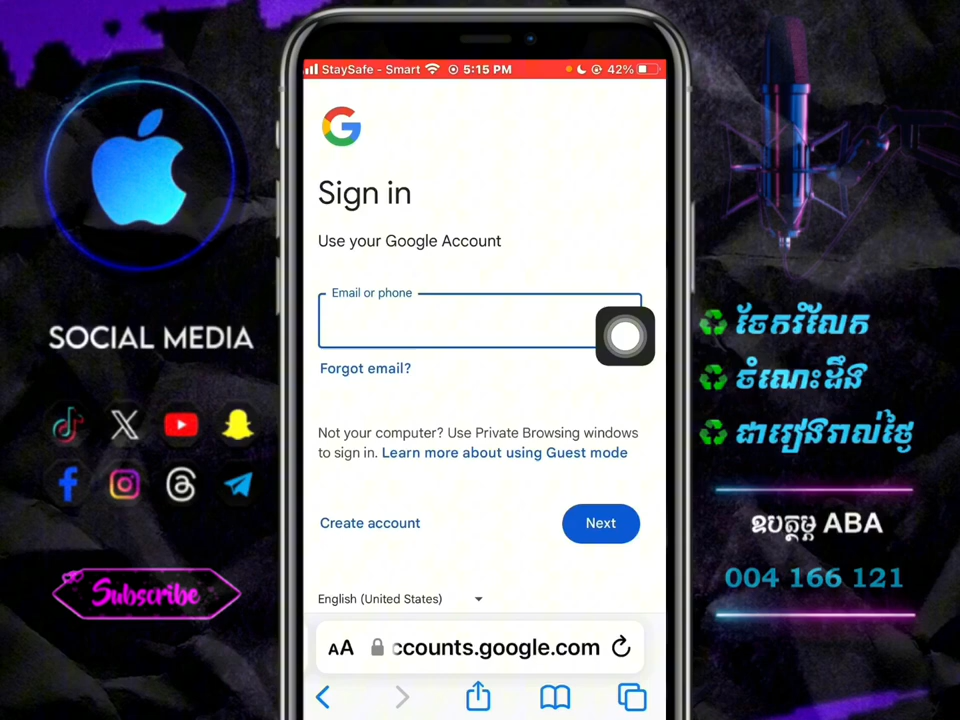 StaySafe - Smart 5:15 PM 42%
Sign in
Use your Google Account
Email or phone
Forgot email?
Not your computer? Use Private Browsing windows
to sign in. Learn more about using Guest mode
Create account
Next
English (United States)
AA ccounts.google.com
SOCIAL MEDIA
Subscribe
ចែករំលែក
ចំណេះដឹង
ជារៀងរាល់ថ្ងៃ
ឧបត្ថម្ភ ABA
004 166 121